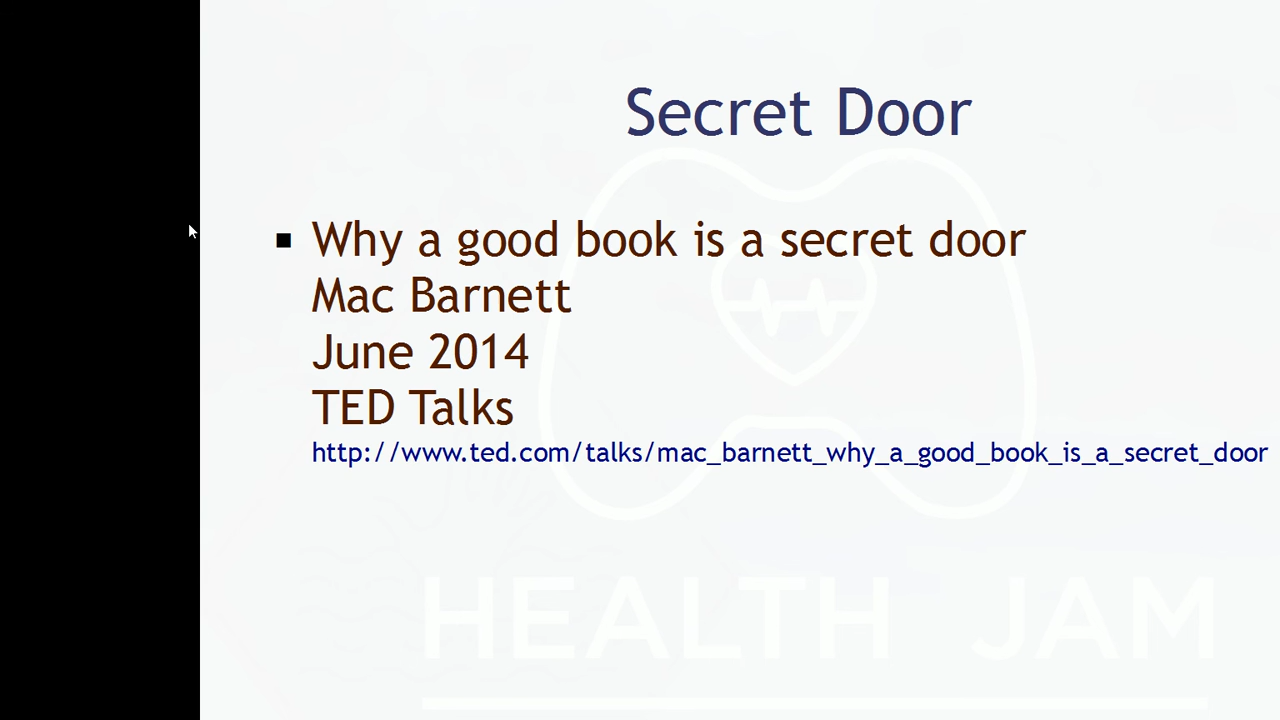 Secret Door
Why a good book is a secret door
Mac Barnett
June 2014
TED Talks
http://www.ted.com/talks/mac_barnett_why_a_good_book_is_a_secret_door
HEALTH JAM